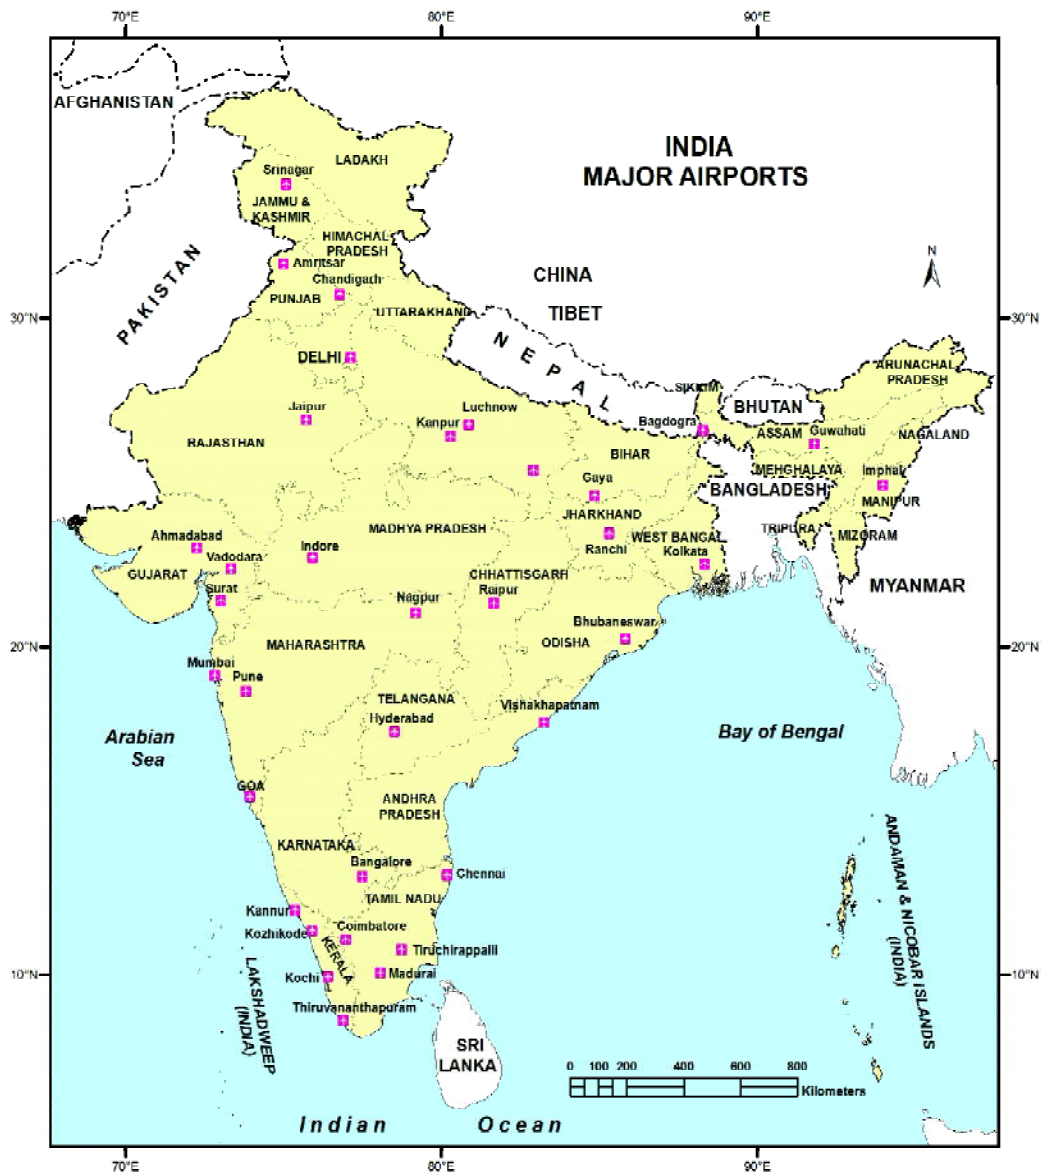 70°E
80°E
90°E
AFGHANISTAN
INDIA
MAJOR AIRPORTS
LADAKH
Srinagar
JAMMU &
KASHMIR
HIMACHAL
PRADESH
N
PAKISTAN
Amritsar
Chandigath
CHINA
PUNJAB
UTTARAKHAND
TIBET
30°N
30°N
NEPAL
DELHI
ARUNACHAL
PRADESH
SIKKIM
Jaipur
Luchnow
BHUTAN
Kanpur
Bagdogra
ASSAM
Guwahati
NAGALAND
RAJASTHAN
BIHAR
MEHGHALAYA
Imphal
Gaya
BANGLADESH
MANIPUR
JHARKHAND
MADHYA PRADESH
TRIPURA
MIZORAM
Ahmadabad
WEST BANGAL
Indore
Ranchi
Kolkata
Vadodara
GUJARAT
CHHATTISGARH
MYANMAR
Surat
Raipur
Nagpur
Bhubaneswar
MAHARASHTRA
ODISHA
20°N
20°N
Mumbai
Pune
TELANGANA
Vishakhapatnam
Hyderabad
Arabian
Sea
Bay of Bengal
GOA
ANDHRA
PRADESH
KARNATAKA
Bangalore
Chennai
ANDAMAN & NICOBAR ISLANDS
(INDIA)
TAMIL NADU
Kannur
Coimbatore
Kozhikode
KERALA
Tiruchirappalli
Kochi
Madurai
10°N
10°N
LAKSHADWEEP
(INDIA)
Thiruvananthapuram
SRI
LANKA
0 100 200 400 600 800
Kilometers
Indian Ocean
70°E
80°E
90°E